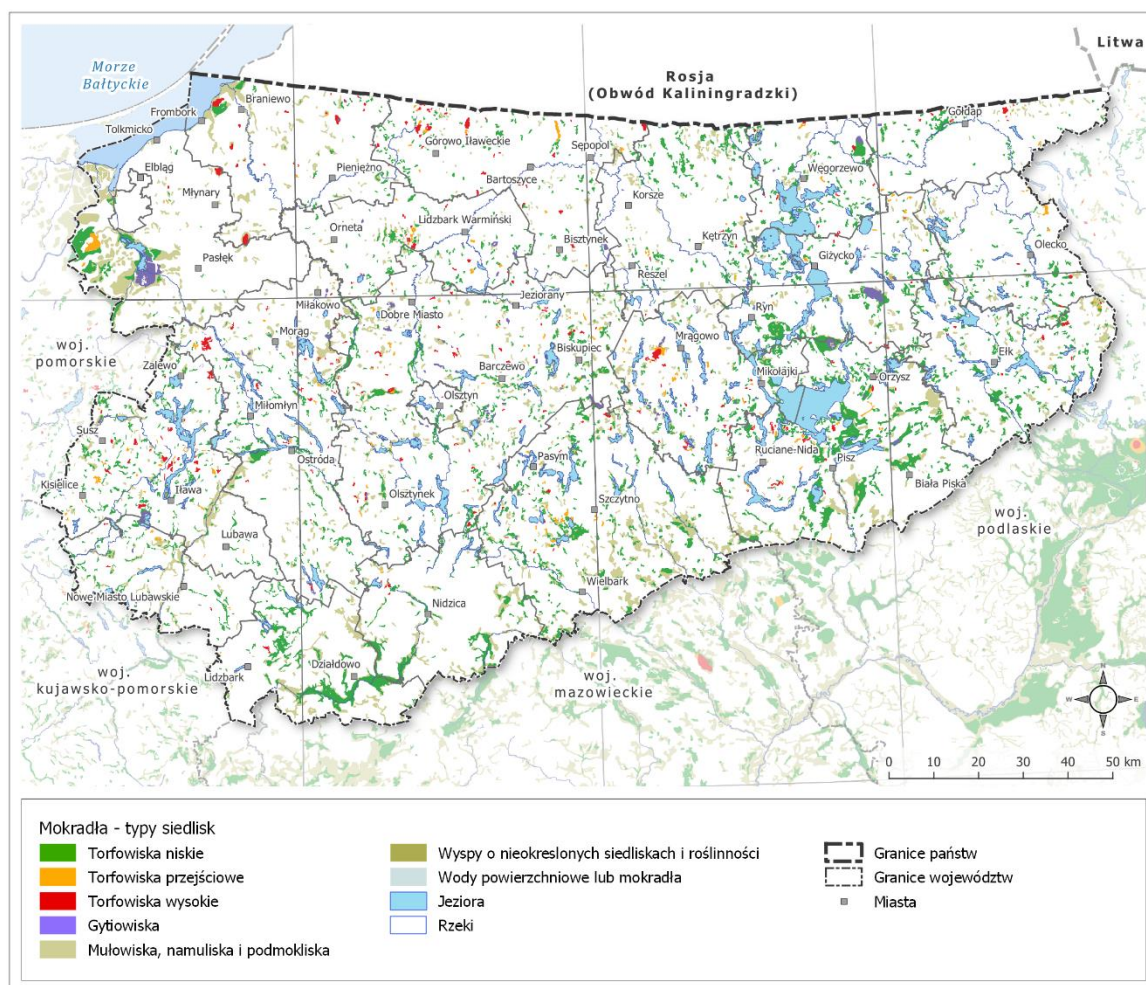 Litwa
Morze
Bałtyckie
Rosja
(Obwód Kaliningradzki)
Braniewo
Frombork
Gołdap
Tolkmicko
Górowo Iławeckie
Sępopol
Elbląg
Pieniężno
Bartoszyce
Węgorzewo
Młynary
Korsze
Lidzbark Warmiński
Orneta
Bisztynek
Kętrzyn
Olecko
Pasłęk
Reszel
Giżycko
Miłakowo
Jeziorany
Dobre Miasto
Ryn
woj.
pomorskie
Morąg
Biskupiec
Mrągowo
Ełk
Zalewo
Barczewo
Mikołajki
Orzysz
Miłomłyn
Olsztyn
Susz
Ostróda
Pasym
Ruciane-Nida
Pisz
Kisielice
Iława
Olsztynek
Szczytno
Biała Piska
woj.
podlaskie
Lubawa
Nowe Miasto Lubawskie
Wielbark
Nidzica
woj.
kujawsko-pomorskie
Lidzbark
Działdowo
woj.
mazowieckie
N
W
E
S
0 10 20 30 40 50 km
Mokradła - typy siedlisk
Torfowiska niskie
Torfowiska przejściowe
Torfowiska wysokie
Gytiowiska
Mułowiska, namuliska i podmokliska
Wyspy o nieokreslonych siedliskach i roślinności
Wody powierzchniowe lub mokradła
Jeziora
Rzeki
Granice państw
Granice województw
Miasta